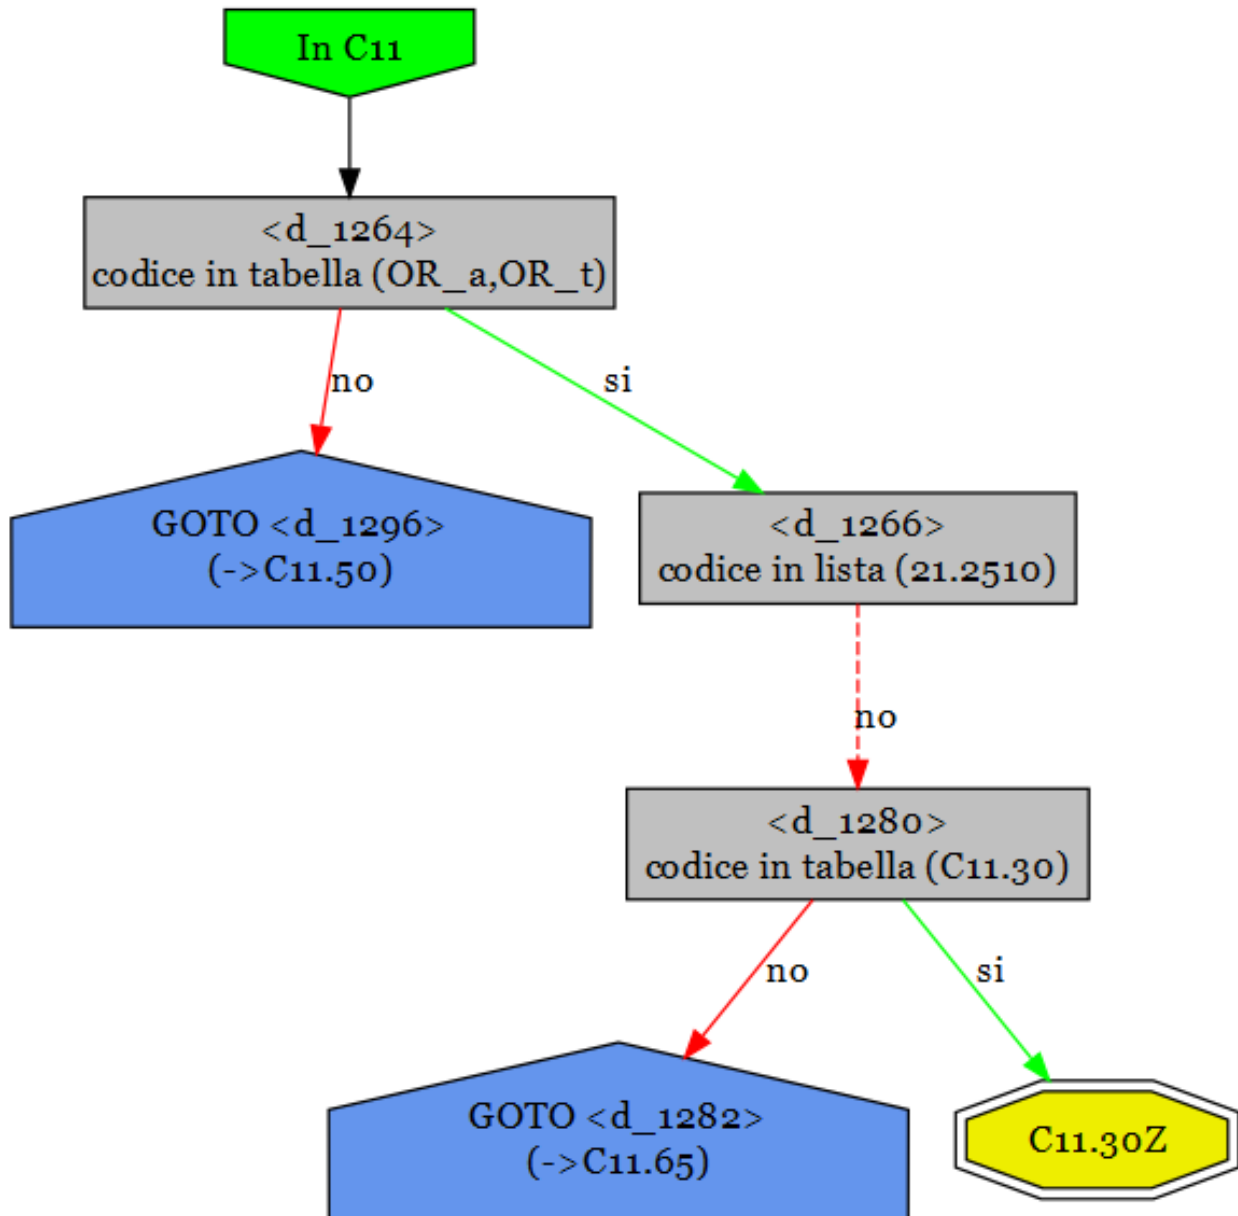 In C11
<d_1264>
codice in tabella (OR_a,OR_t)
no
si
GOTO <d_1296>
(->C11.50)
<d_1266>
codice in lista (21.2510)
no
<d_1280>
codice in tabella (C11.30)
no
si
GOTO <d_1282>
(->C11.65)
C11.30Z